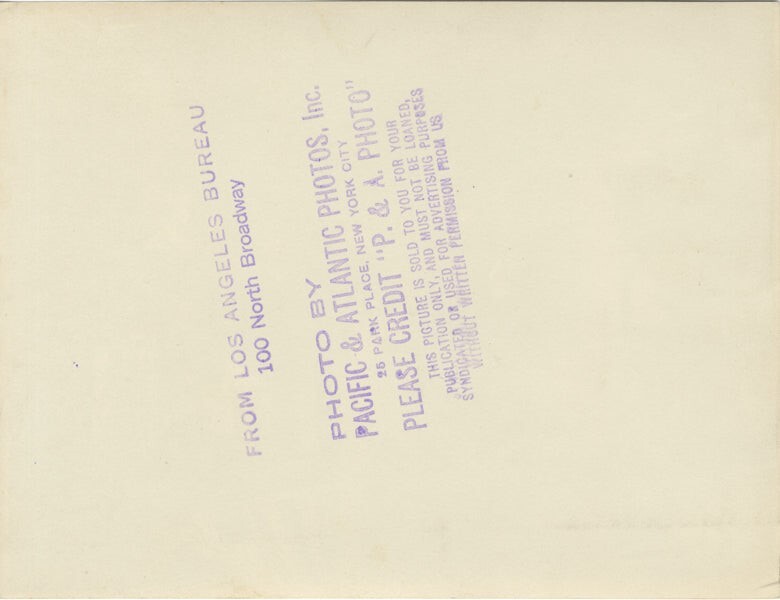 FROM LOS ANGELES BUREAU
100 North Broadway
PHOTO BY
PACIFIC & ATLANTIC PHOTOS, Inc.
25 PARK PLACE, NEW YORK CITY
PLEASE CREDIT "P. & A. PHOTO"
THIS PICTURE IS SOLD TO YOU FOR YOUR
PUBLICATION ONLY, AND MUST NOT BE LOANED,
SYNDICATED OR USED FOR ADVERTISING PURPOSES
WITHOUT WRITTEN PERMISSION FROM US